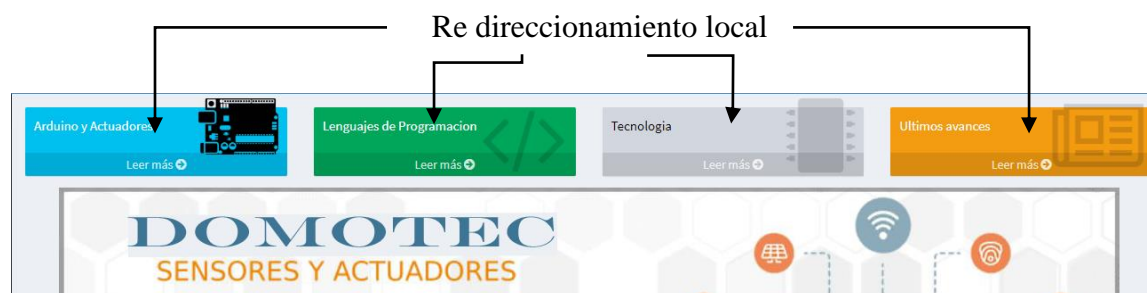 Re direccionamiento local
Arduino y Actuadores
Lenguajes de Programacion
Tecnologia
Ultimos avances
Leer más
Leer más
Leer más
Leer más
DOMOTEC
SENSORES Y ACTUADORES